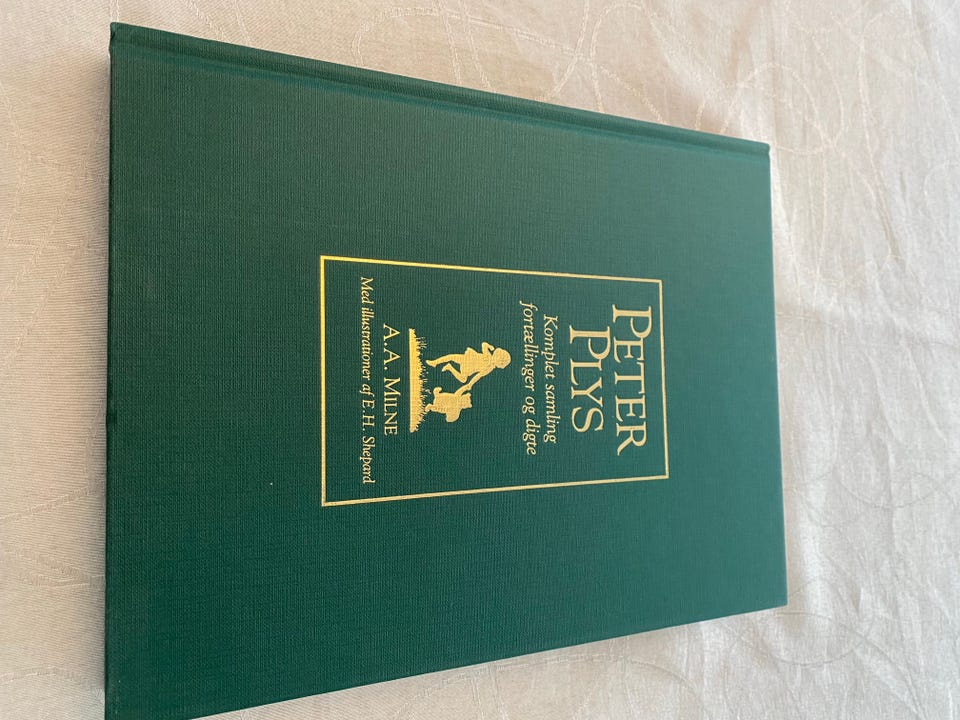 PETER
PLYS
Komplet samling
fortællinger og digte
A.A. MILNE
Med illustrationer af E.H. Shepard